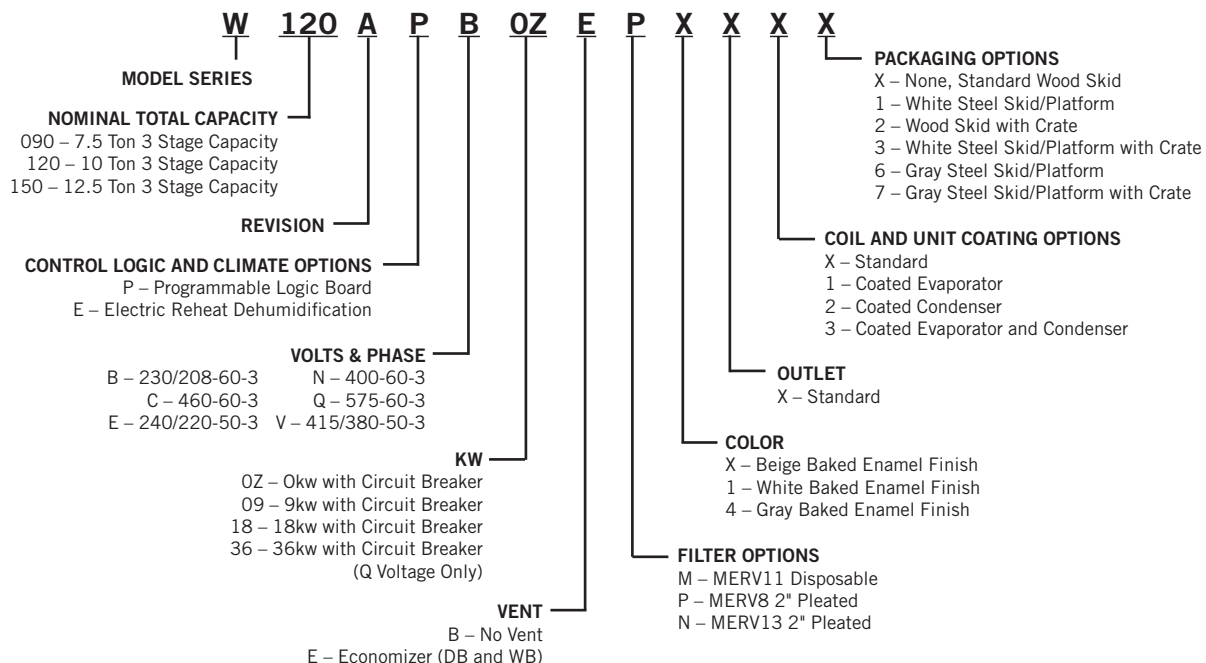 W 120 A P B 0Z E P X X X X
MODEL SERIES
NOMINAL TOTAL CAPACITY
090 – 7.5 Ton 3 Stage Capacity
120 – 10 Ton 3 Stage Capacity
150 – 12.5 Ton 3 Stage Capacity
REVISION
CONTROL LOGIC AND CLIMATE OPTIONS
P – Programmable Logic Board
E – Electric Reheat Dehumidification
VOLTS & PHASE
B – 230/208-60-3 N – 400-60-3
C – 460-60-3 Q – 575-60-3
E – 240/220-50-3 V – 415/380-50-3
KW
0Z – 0kw with Circuit Breaker
09 – 9kw with Circuit Breaker
18 – 18kw with Circuit Breaker
36 – 36kw with Circuit Breaker
(Q Voltage Only)
VENT
B – No Vent
E – Economizer (DB and WB)
PACKAGING OPTIONS
X – None, Standard Wood Skid
1 – White Steel Skid/Platform
2 – Wood Skid with Crate
3 – White Steel Skid/Platform with Crate
6 – Gray Steel Skid/Platform
7 – Gray Steel Skid/Platform with Crate
COIL AND UNIT COATING OPTIONS
X – Standard
1 – Coated Evaporator
2 – Coated Condenser
3 – Coated Evaporator and Condenser
OUTLET
X – Standard
COLOR
X – Beige Baked Enamel Finish
1 – White Baked Enamel Finish
4 – Gray Baked Enamel Finish
FILTER OPTIONS
M – MERV11 Disposable
P – MERV8 2" Pleated
N – MERV13 2" Pleated